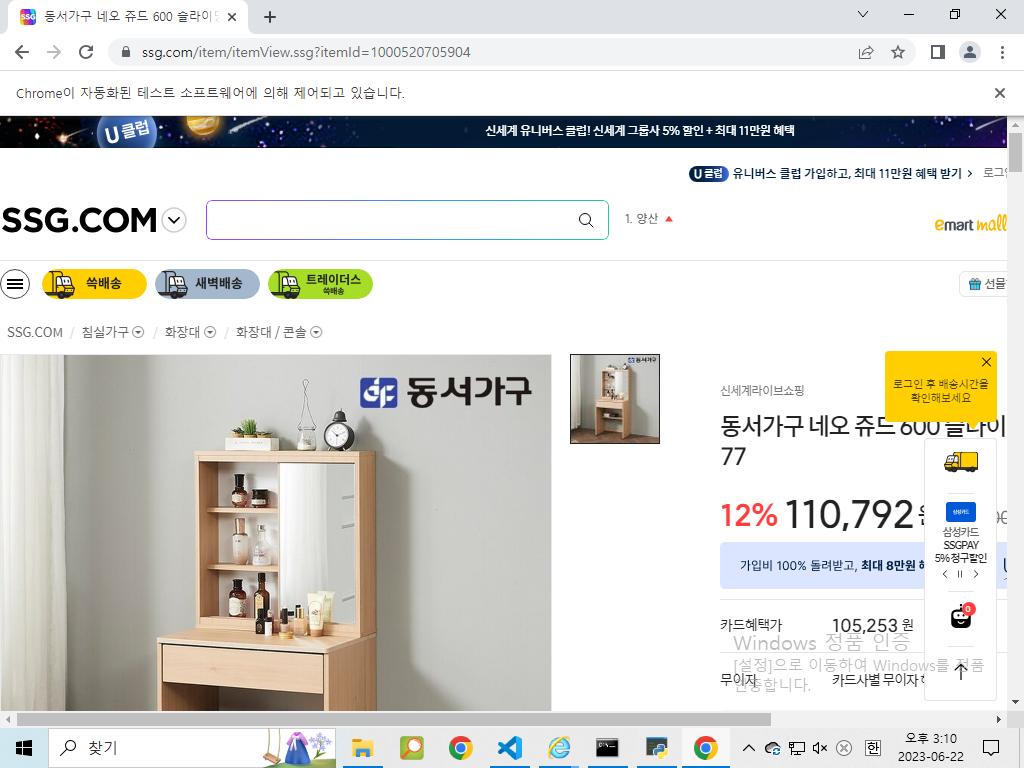 동서가구 네오 쥬드 600 슬라이딩
ssg.com/item/itemView.ssg?itemId=1000520705904
Chrome이 자동화된 테스트 소프트웨어에 의해 제어되고 있습니다.
U클럽
신세계 유니버스 클럽! 신세계 그룹사 5% 할인 + 최대 11만원 혜택
U클럽 유니버스 클럽 가입하고, 최대 11만원 혜택 받기
SSG.COM
1. 양산
emart mall
쓱배송
새벽배송
트레이더스
쓱배송
선물
SSG.COM / 침실가구 / 화장대 / 화장대 / 콘솔
동서가구
로그인 후 배송시간을
확인해보세요
신세계라이브쇼핑
동서가구 네오 쥬드 600 슬라이
77
12% 110,792
가입비 100% 돌려받고, 최대 8만원
삼성카드
삼성카드
SSGPAY
5% 청구할인
0
카드혜택가 105,253 원
무이자 카드사별 무이자
Windows 정품 인증
[설정]으로 이동하여 Windows를 정품
인증합니다.
찾기
한
오후 3:10
2023-06-22